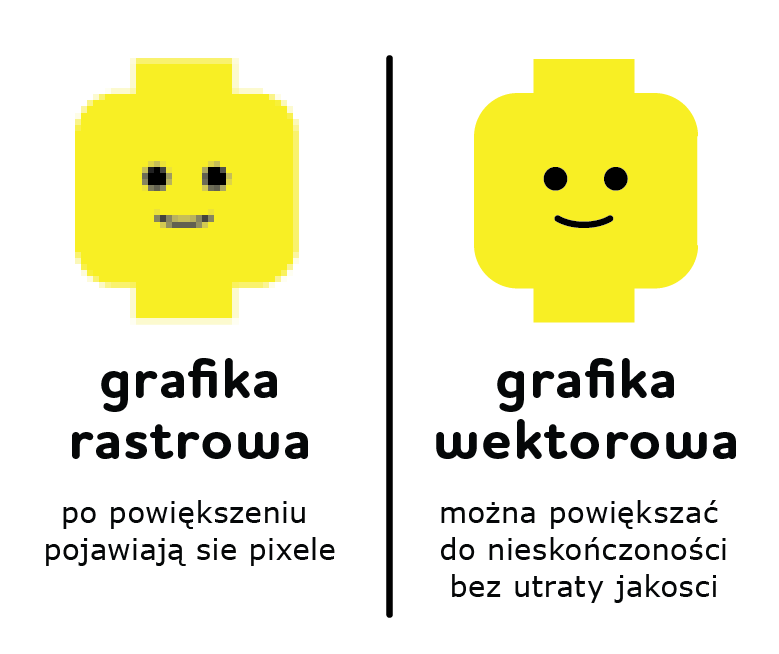 grafika
rastrowa
po powiększeniu
pojawiają sie pixele
grafika
wektorowa
można powiększać
do nieskończoności
bez utraty jakosci